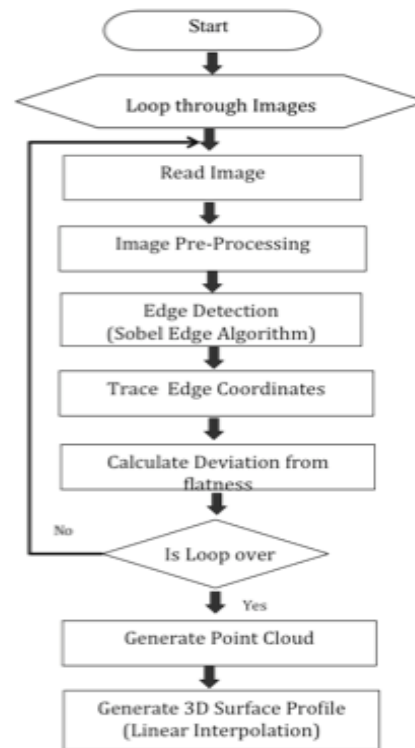 Start
Loop through Images
Read Image
Image Pre-Processing
Edge Detection
(Sobel Edge Algorithm)
Trace Edge Coordinates
Calculate Deviation from
flatness
No
Is Loop over
Yes
Generate Point Cloud
Generate 3D Surface Profile
(Linear Interpolation)